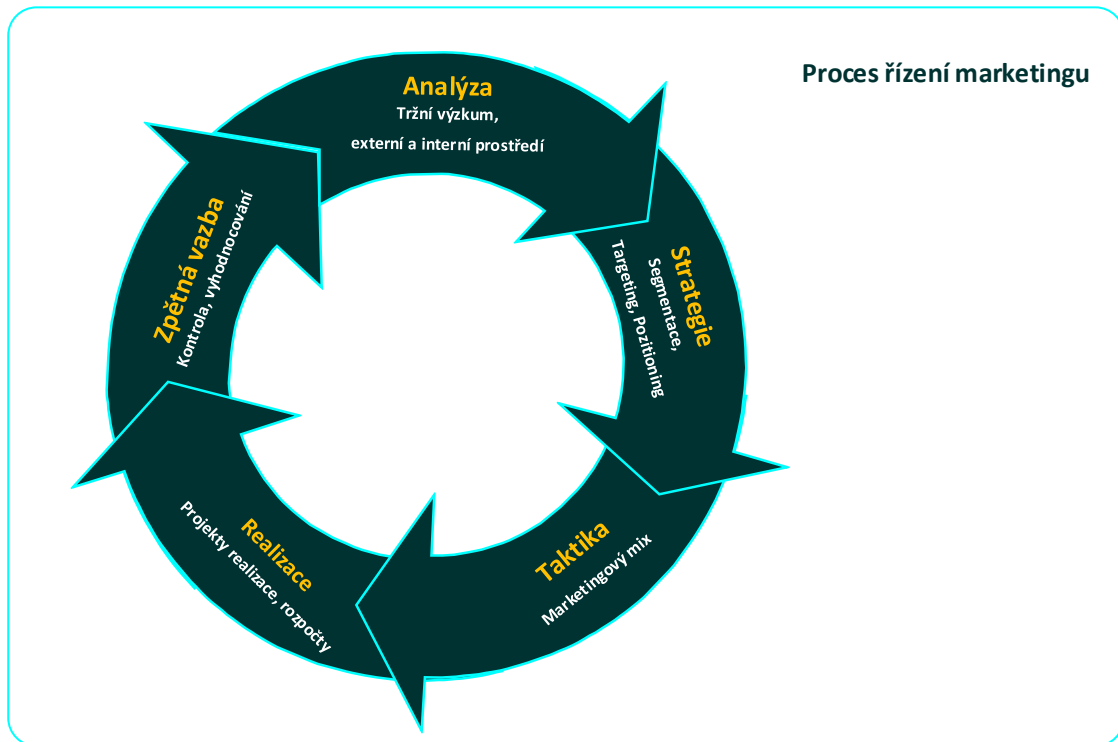 Proces řízení marketingu
Analýza
Tržní výzkum,
externí a interní prostředí
Strategie
Segmentace,
Targeting, Pozitioning
Taktika
Marketingový mix
Realizace
Projekty realizace, rozpočty
Zpětná vazba
Kontrola, vyhodnocování